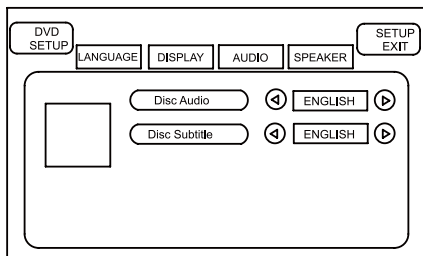 DVD
SETUP
SETUP
EXIT
LANGUAGE
DISPLAY
AUDIO
SPEAKER
Disc Audio
ENGLISH
Disc Subtitle
ENGLISH